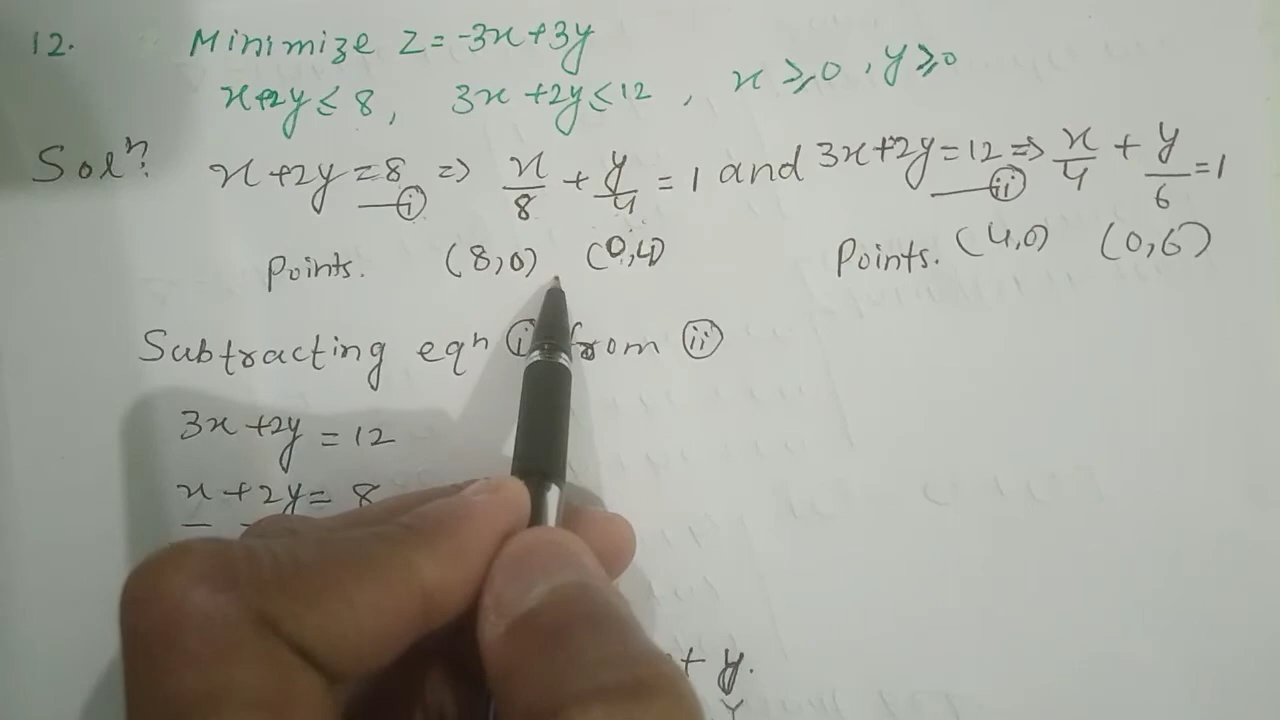 12. Minimize Z = -3x + 3y
x + 2y ≤ 8, 3x + 2y ≤ 12, x ≥ 0, y ≥ 0
Solⁿ: x + 2y = 8 ⇒ x/8 + y/4 = 1 and 3x + 2y = 12 ⇒ x/4 + y/6 = 1
—(i) —(ii)
Points. (8,0) (0,4) Points. (4,0) (0,6)
Subtracting eqⁿ (i) from (ii)
3x + 2y = 12
x + 2y = 8
+ y.